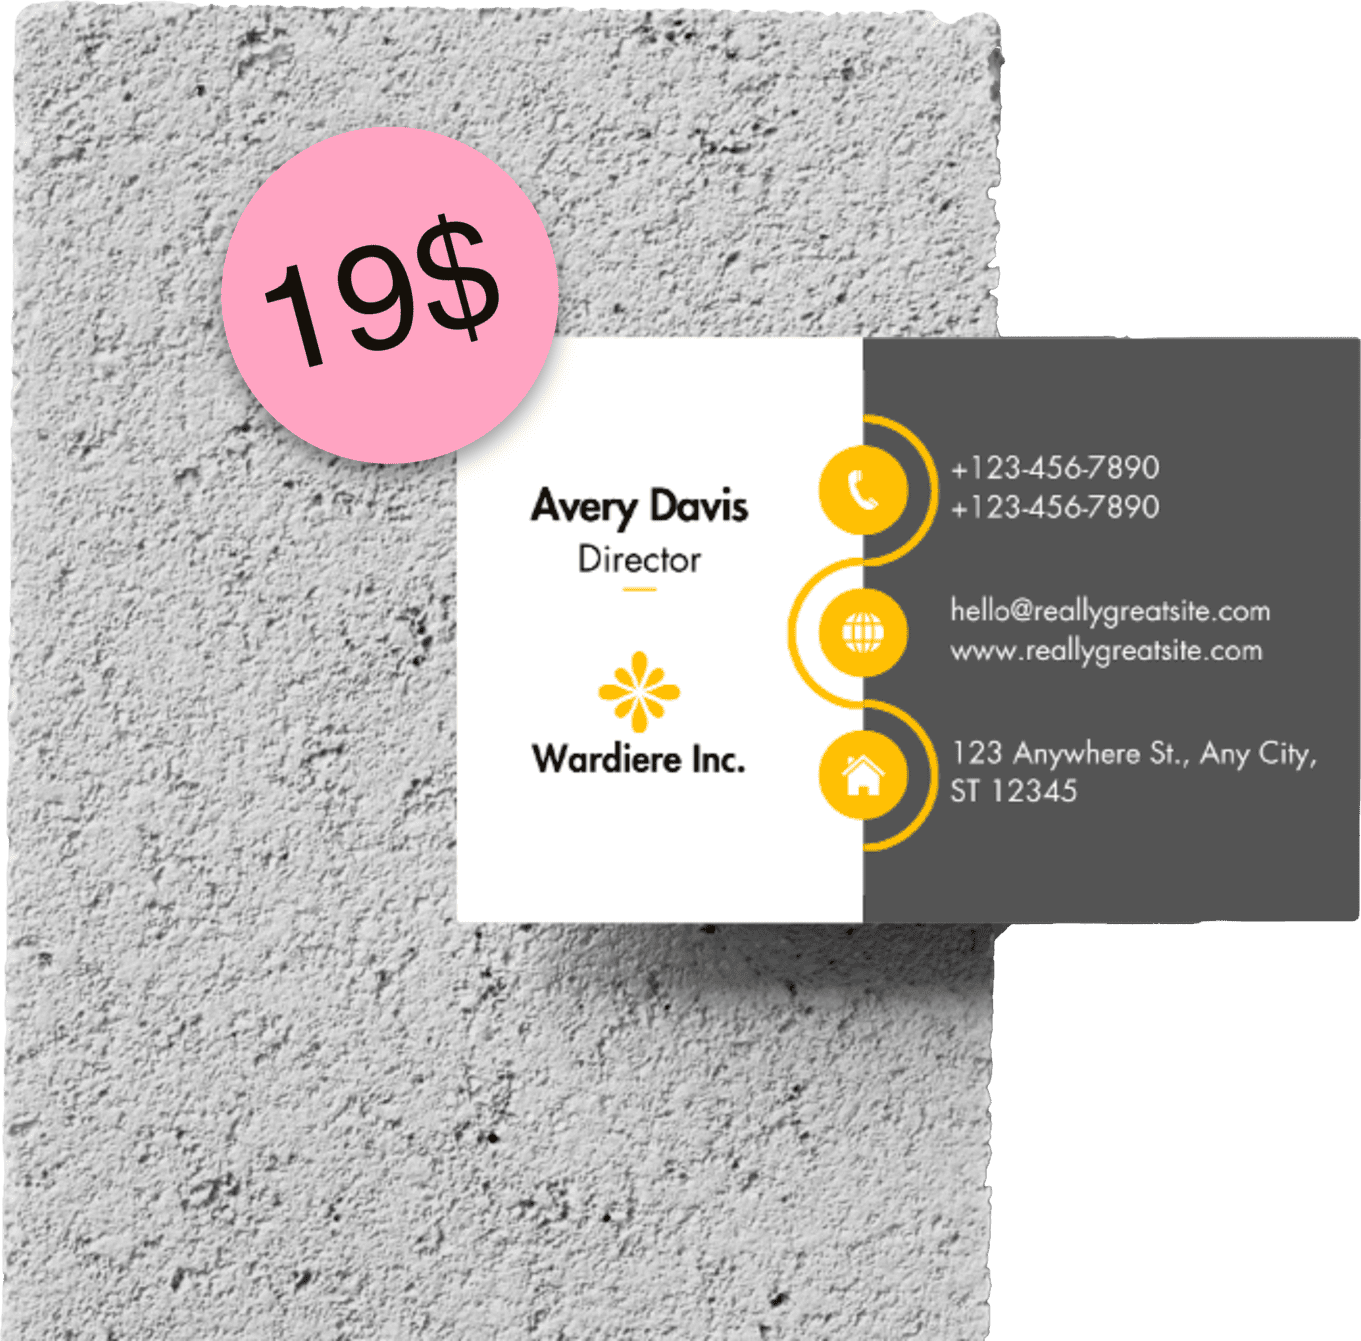 19$
Avery Davis
Director
Wardiere Inc.
+123-456-7890
+123-456-7890
hello@reallygreatsite.com
www.reallygreatsite.com
123 Anywhere St., Any City,
ST 12345